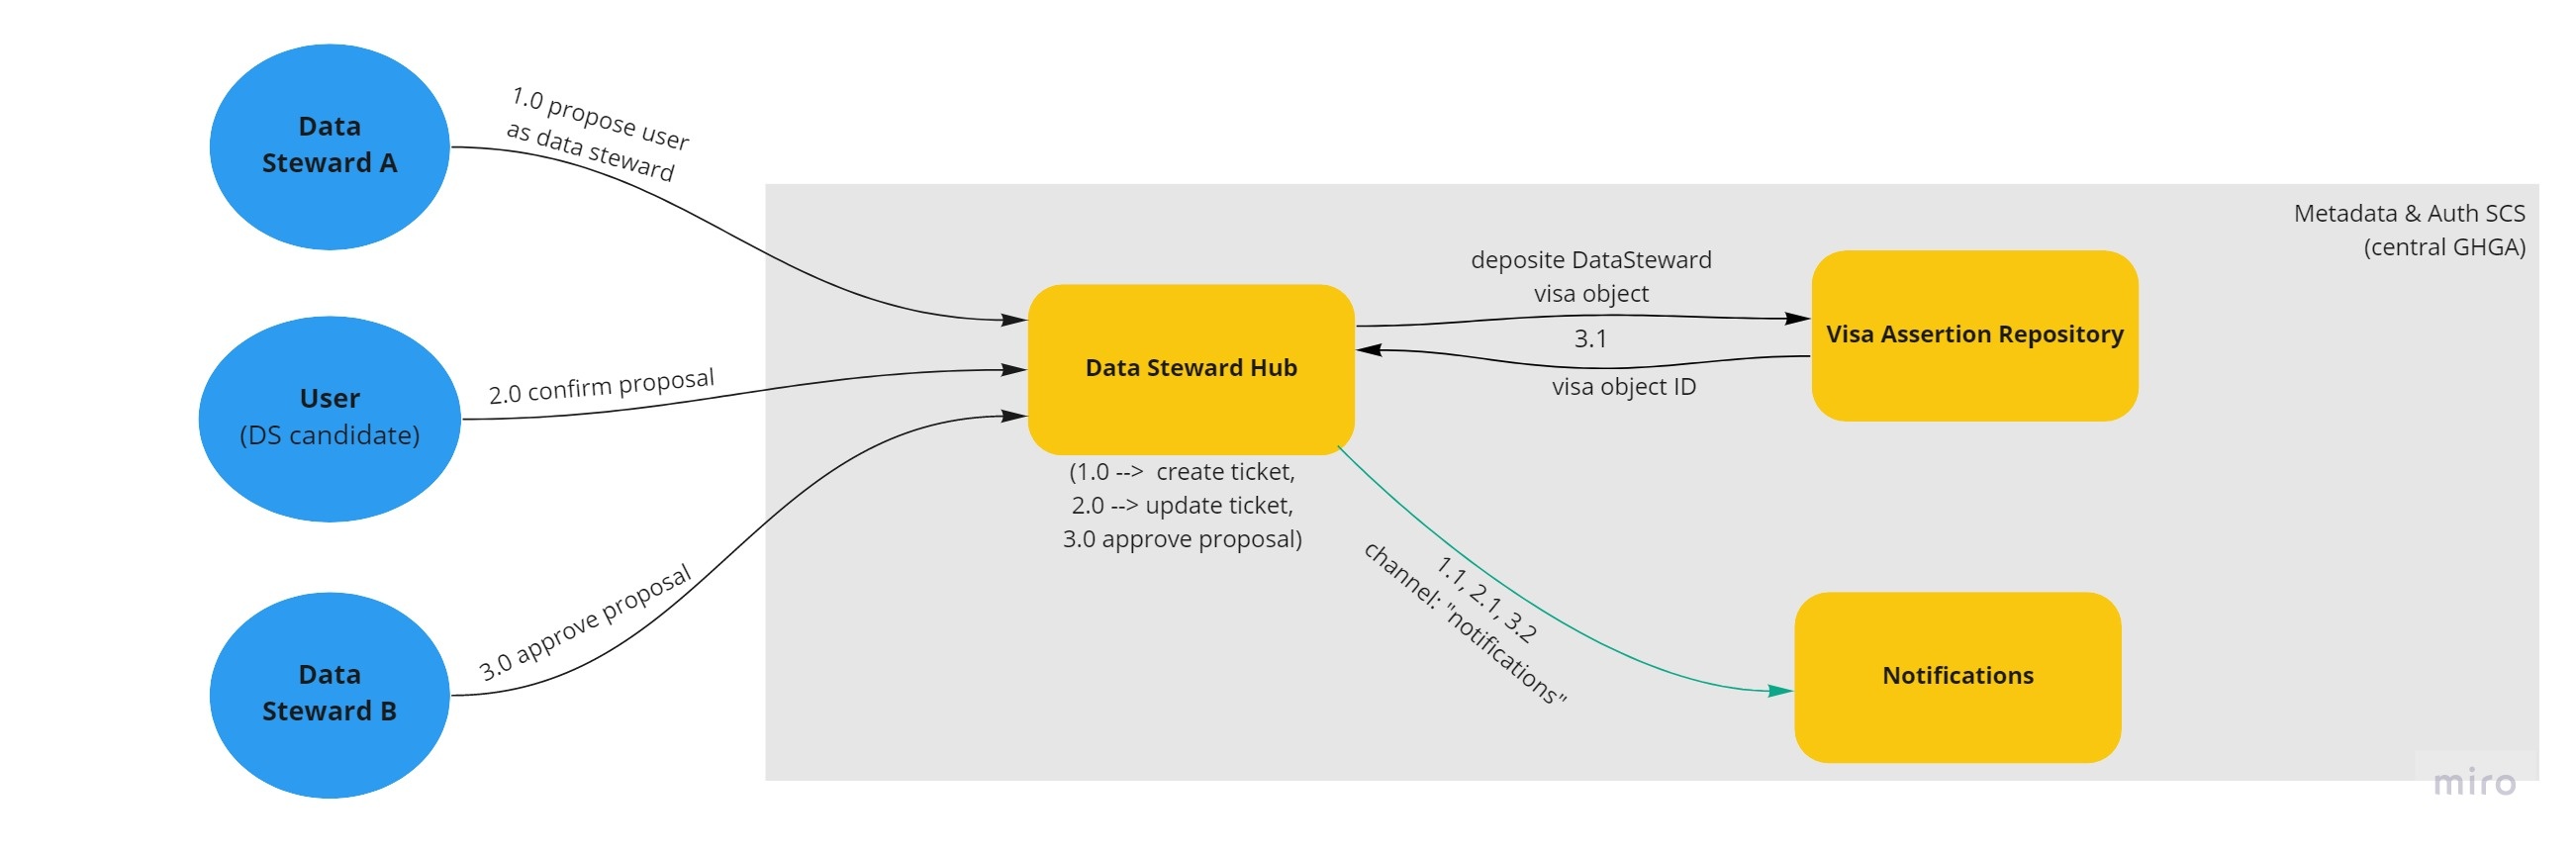 Data
Steward A
1.0 propose user
as data steward
Metadata & Auth SCS
(central GHGA)
User
(DS candidate)
2.0 confirm proposal
Data Steward Hub
(1.0 -->  create ticket,
2.0 --> update ticket,
3.0 approve proposal)
deposite DataSteward
visa object
3.1
visa object ID
Visa Assertion Repository
Data
Steward B
3.0 approve proposal
1.1, 2.1, 3.2
channel: "notifications"
Notifications
miro